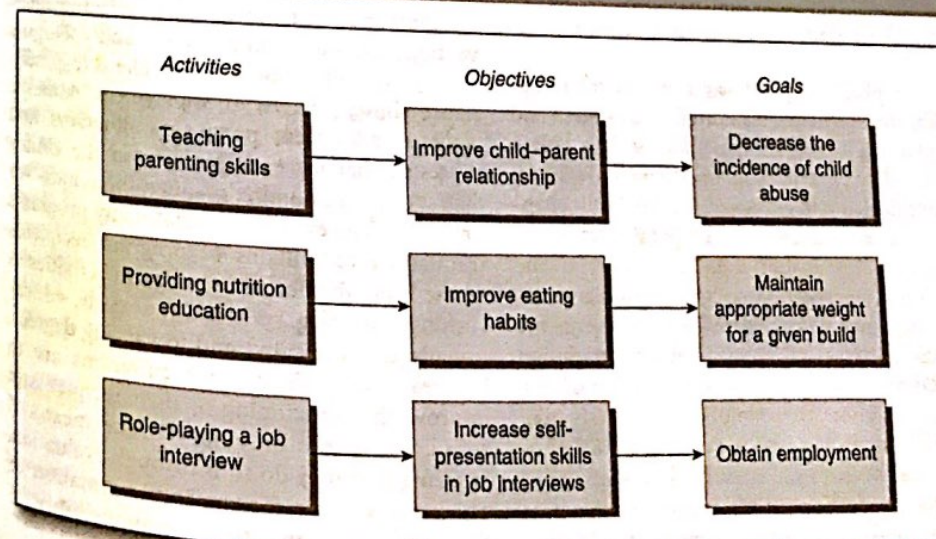 Activities
Objectives
Goals
Teaching
parenting skills
Improve child–parent
relationship
Decrease the
incidence of child
abuse
Providing nutrition
education
Improve eating
habits
Maintain
appropriate weight
for a given build
Role-playing a job
interview
Increase self-
presentation skills
in job interviews
Obtain employment